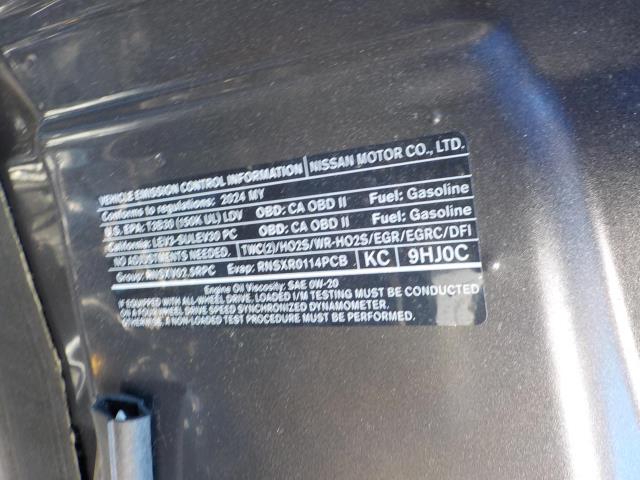 VEHICLE EMISSION CONTROL INFORMATION NISSAN MOTOR CO., LTD.
Conforms to regulations: 2024 MY
U.S. EPA: T3B30 (150K UL) LDV OBD: CA OBD II Fuel: Gasoline
California: LEV3-SULEV30 PC OBD: CA OBD II Fuel: Gasoline
NO ADJUSTMENTS NEEDED. TWC(2)/HO2S/WR-HO2S/EGR/EGRC/DFI
Group: RNSXV02.5RPC Evap: RNSXR0114PCB KC 9HJ0C
Engine Oil Viscosity: SAE 0W-20
IF EQUIPPED WITH ALL-WHEEL DRIVE, LOADED I/M TESTING MUST BE CONDUCTED
ON A FOUR WHEEL DRIVE SPEED SYNCHRONIZED DYNAMOMETER.
OTHERWISE, A NON-LOADED TEST PROCEDURE MUST BE PERFORMED.